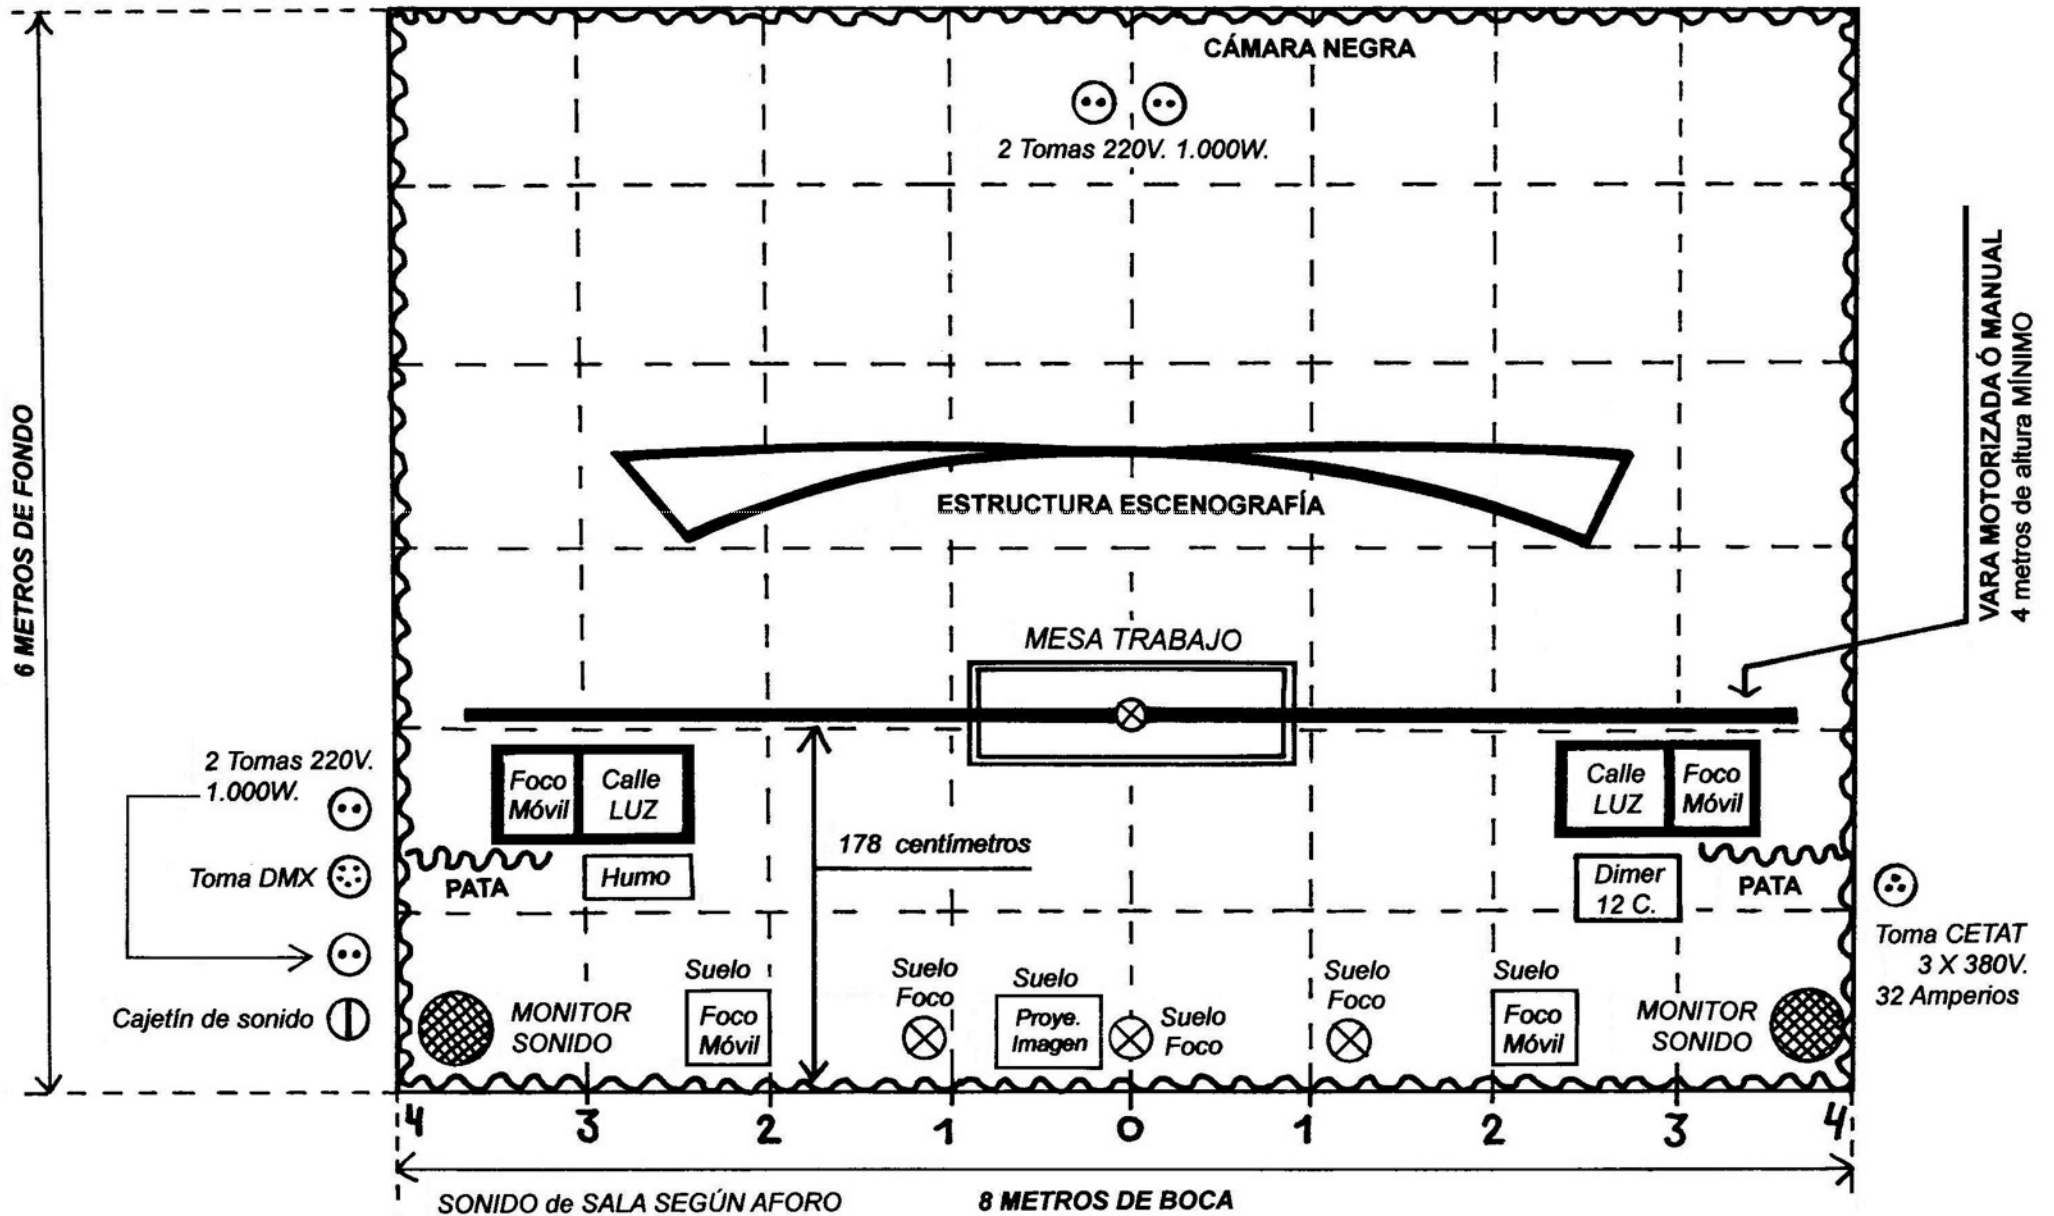 CÁMARA NEGRA
2 Tomas 220V. 1.000W.
6 METROS DE FONDO
VARA MOTORIZADA Ó MANUAL
4 metros de altura MÍNIMO
ESTRUCTURA ESCENOGRAFÍA
MESA TRABAJO
2 Tomas 220V.
1.000W.
Foco
Móvil
Calle
LUZ
Calle
LUZ
Foco
Móvil
178 centímetros
Toma DMX
PATA
Humo
Dimer
12 C.
PATA
Toma CETAT
3 X 380V.
32 Amperios
Cajetín de sonido
MONITOR
SONIDO
Suelo
Foco
Móvil
Suelo
Foco
Suelo
Proye.
Imagen
Suelo
Foco
Suelo
Foco
Suelo
Foco
Móvil
MONITOR
SONIDO
4 3 2 1 0 1 2 3 4
SONIDO de SALA SEGÚN AFORO
8 METROS DE BOCA